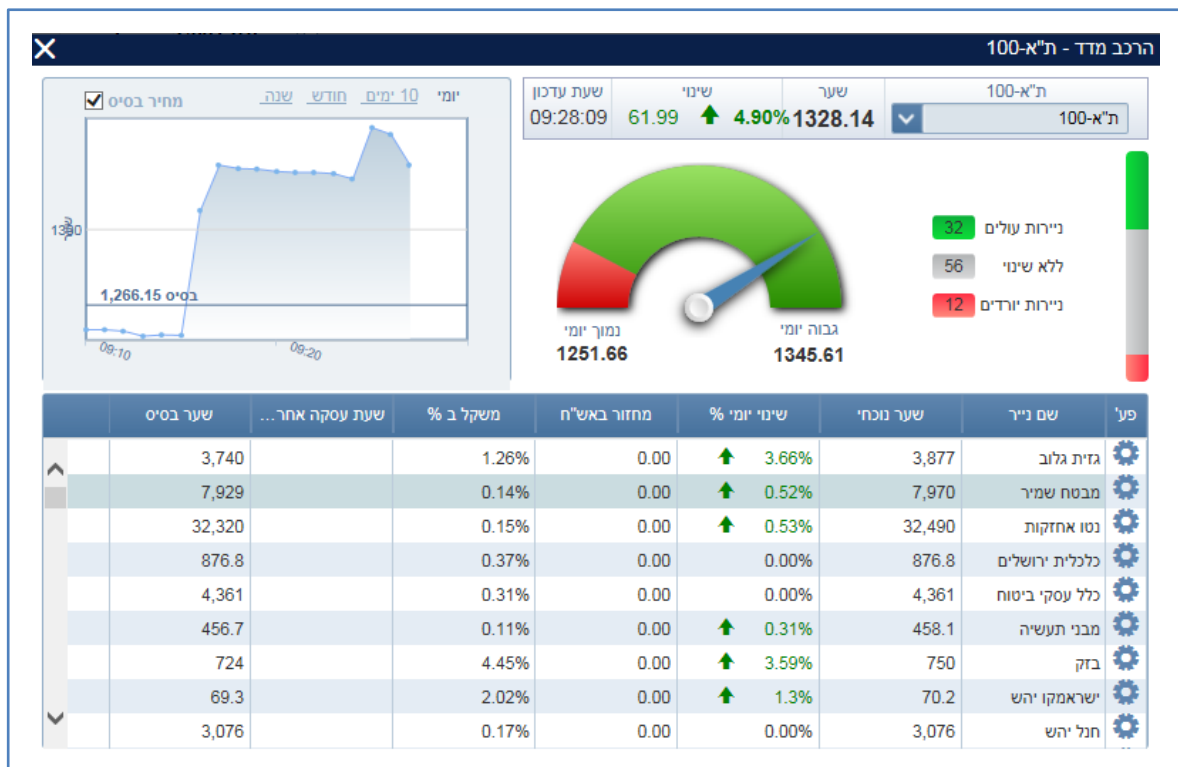 הרכב מדד - ת"א-100
ת"א-100 שער שינוי שעת עדכון
ת"א-100 1328.14 4.90% 61.99 09:28:09
יומי 10 ימים חודש שנה מחיר בסיס
1300
בסיס 1,266.15
09:10 09:20
גבוה יומי
1345.61
נמוך יומי
1251.66
ניירות עולים 32
ללא שינוי 56
ניירות יורדים 12
פע' שם נייר שער נוכחי שינוי יומי % מחזור באש"ח משקל ב % שעת עסקה אחר... שער בסיס
גזית גלוב 3,877 3.66% 0.00 1.26% 3,740
מבטח שמיר 7,970 0.52% 0.00 0.14% 7,929
נטו אחזקות 32,490 0.53% 0.00 0.15% 32,320
כלכלית ירושלים 876.8 0.00% 0.00 0.37% 876.8
כלל עסקי ביטוח 4,361 0.00% 0.00 0.31% 4,361
מבני תעשיה 458.1 0.31% 0.00 0.11% 456.7
בזק 750 3.59% 0.00 4.45% 724
ישראמקו יהש 70.2 1.3% 0.00 2.02% 69.3
חנל יהש 3,076 0.00% 0.00 0.17% 3,076